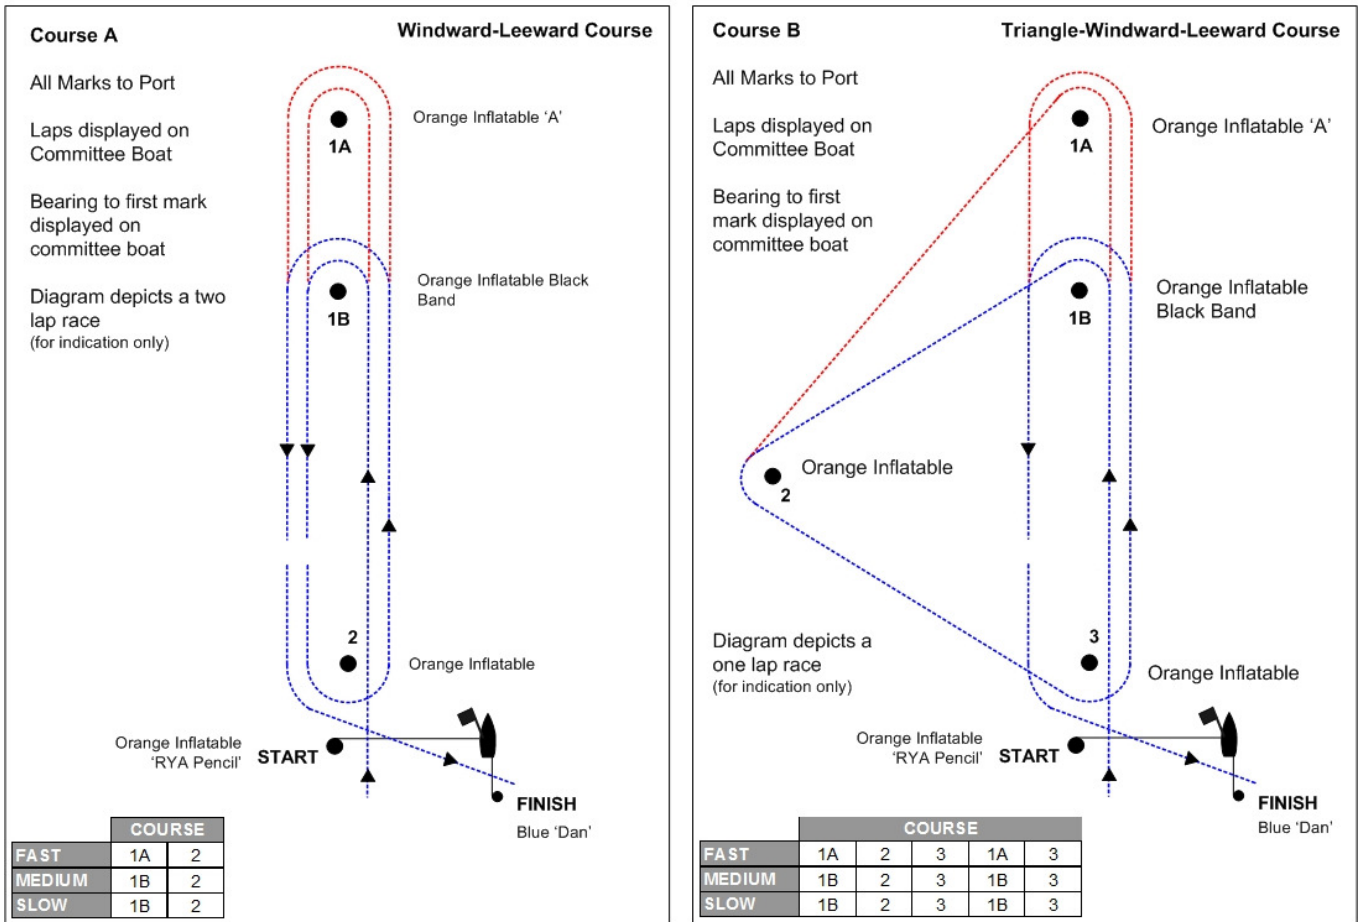 Course A
Windward-Leeward Course
All Marks to Port
Laps displayed on
Committee Boat
Bearing to first mark
displayed on
committee boat
Diagram depicts a two
lap race
(for indication only)
1A
Orange Inflatable ‘A’
1B
Orange Inflatable Black
Band
2
Orange Inflatable
Orange Inflatable
‘RYA Pencil’
START
FINISH
Blue ‘Dan’
COURSE
FAST 1A 2
MEDIUM 1B 2
SLOW 1B 2
Course B
Triangle-Windward-Leeward Course
All Marks to Port
Laps displayed on
Committee Boat
Bearing to first
mark displayed on
committee boat
1A
Orange Inflatable ‘A’
1B
Orange Inflatable
Black Band
Orange Inflatable
2
Diagram depicts a
one lap race
(for indication only)
3
Orange Inflatable
Orange Inflatable
‘RYA Pencil’
START
FINISH
Blue ‘Dan’
COURSE
FAST 1A 2 3 1A 3
MEDIUM 1B 2 3 1B 3
SLOW 1B 2 3 1B 3